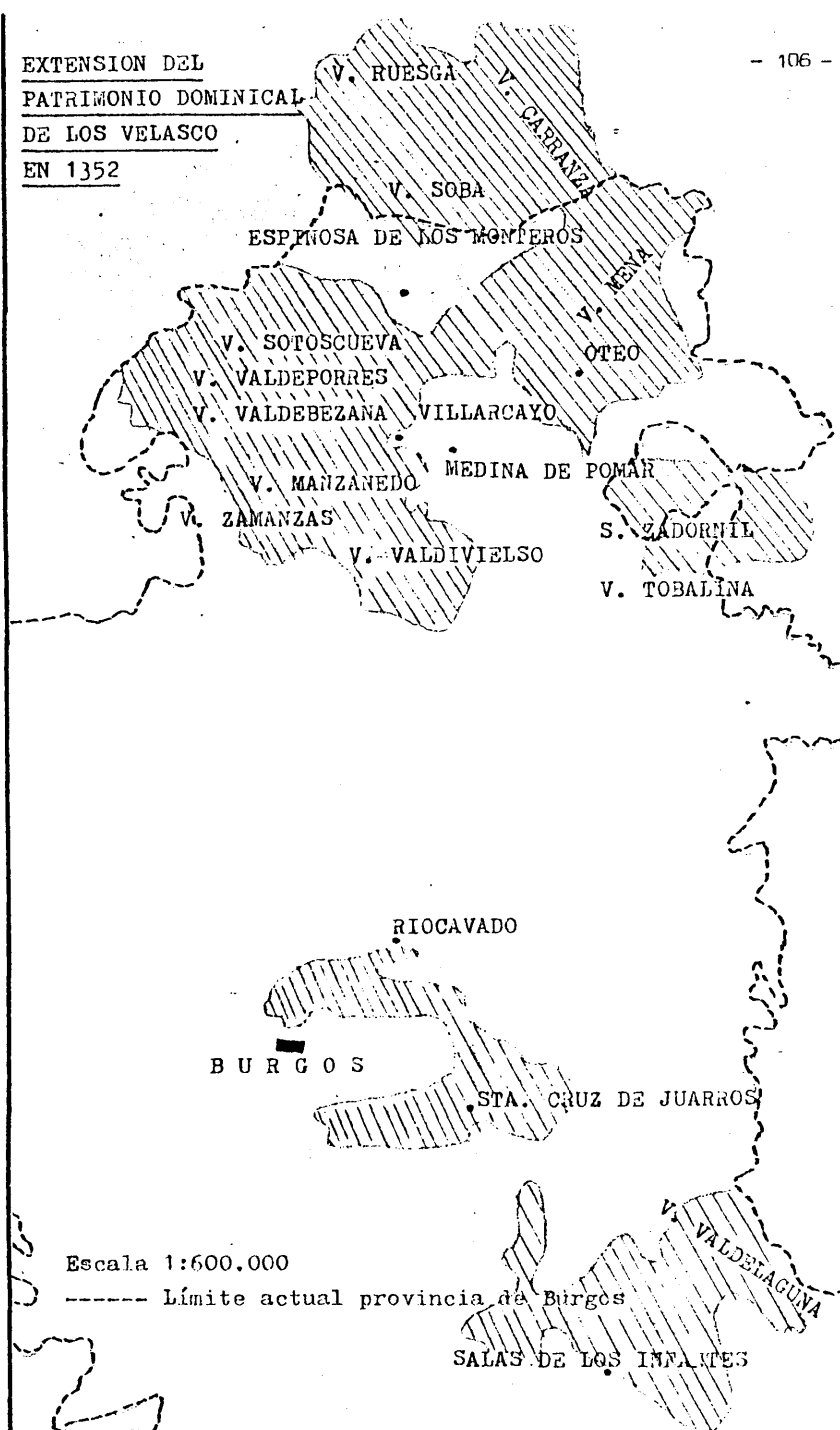 EXTENSION DEL
- 106 -
PATRIMONIO DOMINICAL
DE LOS VELASCO
EN 1352
V. RUESGA
V. CARRANZA
V. SOBA
ESPINOSA DE LOS MONTEROS
V. MENA
V. SOTOSCUEVA
OTEO
V. VALDEPORRES
V. VALDEBEZANA
VILLARCAYO
MEDINA DE POMAR
V. MANZANEDO
V. ZAMANZAS
S. ZADORNIL
V. VALDIVIELSO
V. TOBALINA
RIOCAVADO
BURGOS
STA. CRUZ DE JUARROS
V. VALDELAGUNA
Escala 1:600.000
------ Límite actual provincia de Burgos
SALAS DE LOS INFANTES